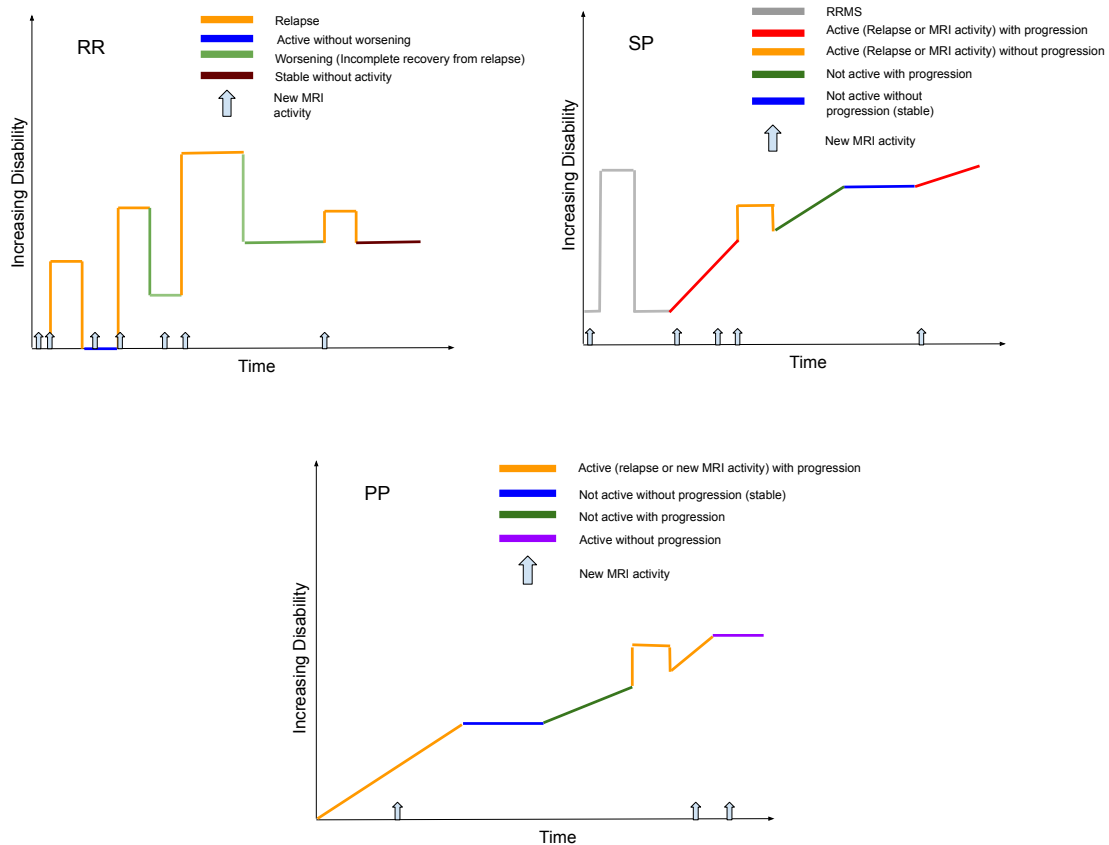 RR
Relapse
Active without worsening
Worsening (Incomplete recovery from relapse)
Stable without activity
New MRI
activity
Increasing Disability
Time
SP
RRMS
Active (Relapse or MRI activity) with progression
Active (Relapse or MRI activity) without progression
Not active with progression
Not active without
progression (stable)
New MRI activity
Increasing Disability
Time
PP
Active (relapse or new MRI activity) with progression
Not active without progression (stable)
Not active with progression
Active without progression
New MRI activity
Increasing Disability
Time